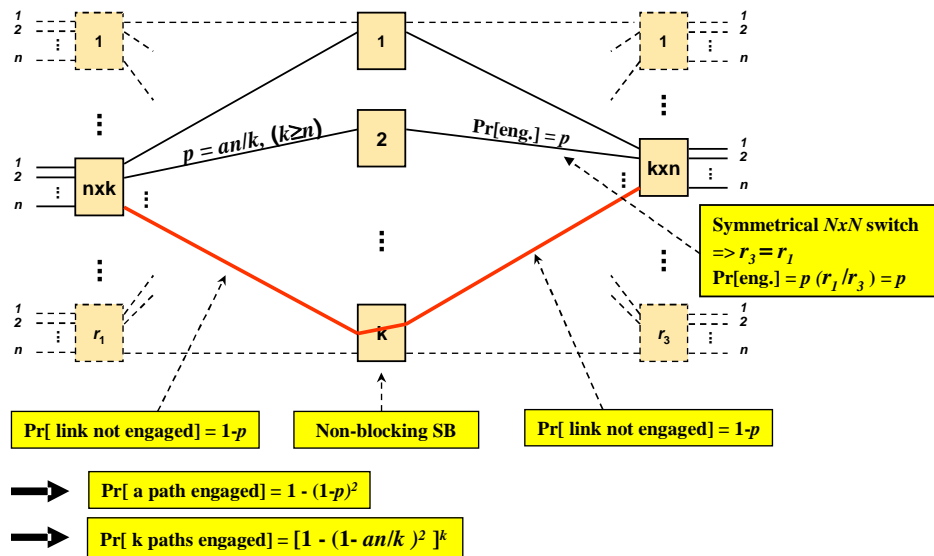 1
2
⋮
n
1
1
1
1
2
⋮
n
⋮
⋮
p = an/k, (k≥n)
2
Pr[eng.] = p
1
2
⋮
n
nxk
⋮
⋮
kxn
1
2
⋮
n
⋮
⋮
⋮
Symmetrical NxN switch
=> r3 = r1
Pr[eng.] = p (r1/r3 ) = p
1
2
⋮
n
r1
k
r3
1
2
⋮
n
Pr[ link not engaged] = 1-p
Non-blocking SB
Pr[ link not engaged] = 1-p
Pr[ a path engaged] = 1 - (1-p)²
Pr[ k paths engaged] = [1 - (1- an/k )² ]ᵏ